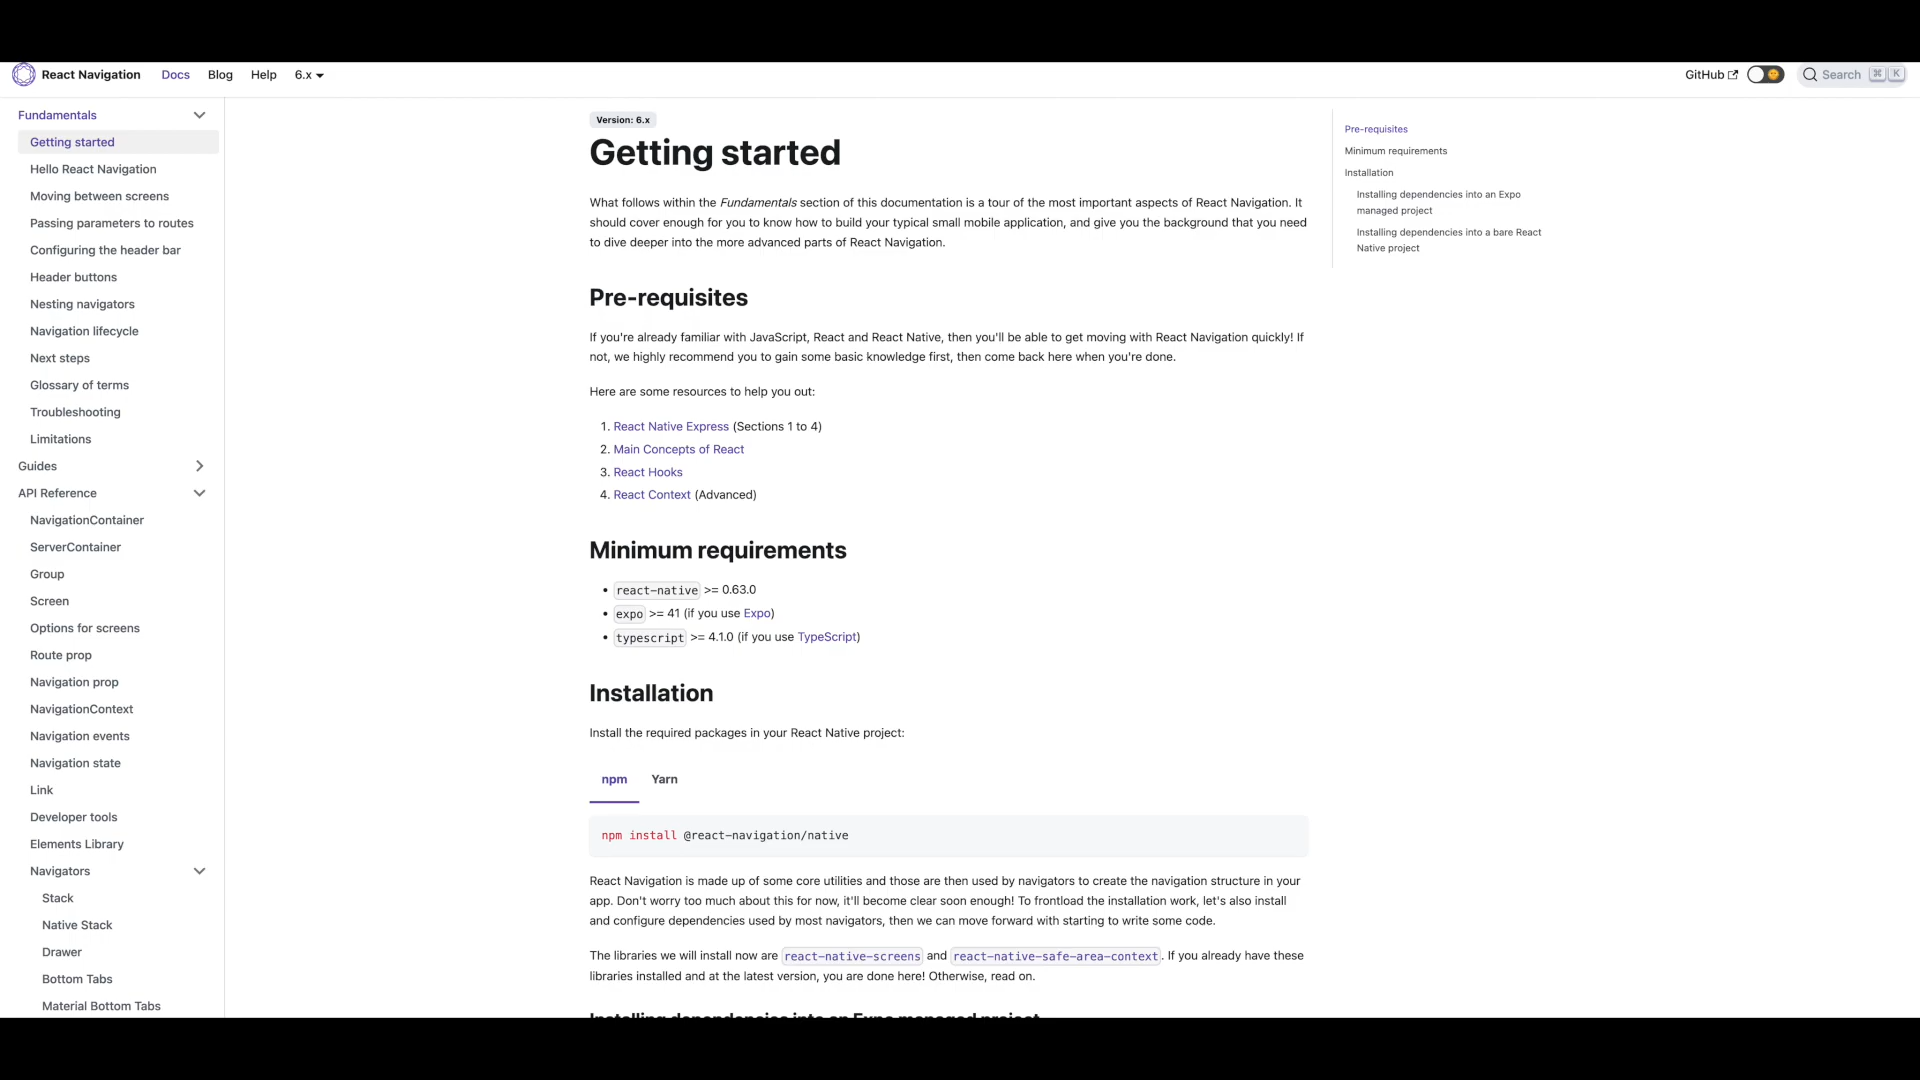 React Navigation Docs Blog Help 6.x GitHub Search ⌘ K
Fundamentals
Getting started
Hello React Navigation
Moving between screens
Passing parameters to routes
Configuring the header bar
Header buttons
Nesting navigators
Navigation lifecycle
Next steps
Glossary of terms
Troubleshooting
Limitations
Guides
API Reference
NavigationContainer
ServerContainer
Group
Screen
Options for screens
Route prop
Navigation prop
NavigationContext
Navigation events
Navigation state
Link
Developer tools
Elements Library
Navigators
Stack
Native Stack
Drawer
Bottom Tabs
Material Bottom Tabs
Version: 6.x
Getting started
What follows within the Fundamentals section of this documentation is a tour of the most important aspects of React Navigation. It
should cover enough for you to know how to build your typical small mobile application, and give you the background that you need
to dive deeper into the more advanced parts of React Navigation.
Pre-requisites
If you're already familiar with JavaScript, React and React Native, then you'll be able to get moving with React Navigation quickly! If
not, we highly recommend you to gain some basic knowledge first, then come back here when you're done.
Here are some resources to help you out:
1. React Native Express (Sections 1 to 4)
2. Main Concepts of React
3. React Hooks
4. React Context (Advanced)
Minimum requirements
• react-native >= 0.63.0
• expo >= 41 (if you use Expo)
• typescript >= 4.1.0 (if you use TypeScript)
Installation
Install the required packages in your React Native project:
npm Yarn
npm install @react-navigation/native
React Navigation is made up of some core utilities and those are then used by navigators to create the navigation structure in your
app. Don't worry too much about this for now, it'll become clear soon enough! To frontload the installation work, let's also install
and configure dependencies used by most navigators, then we can move forward with starting to write some code.
The libraries we will install now are react-native-screens and react-native-safe-area-context. If you already have these
libraries installed and at the latest version, you are done here! Otherwise, read on.
Installing dependencies into an Expo managed project
Pre-requisites
Minimum requirements
Installation
Installing dependencies into an Expo
managed project
Installing dependencies into a bare React
Native project